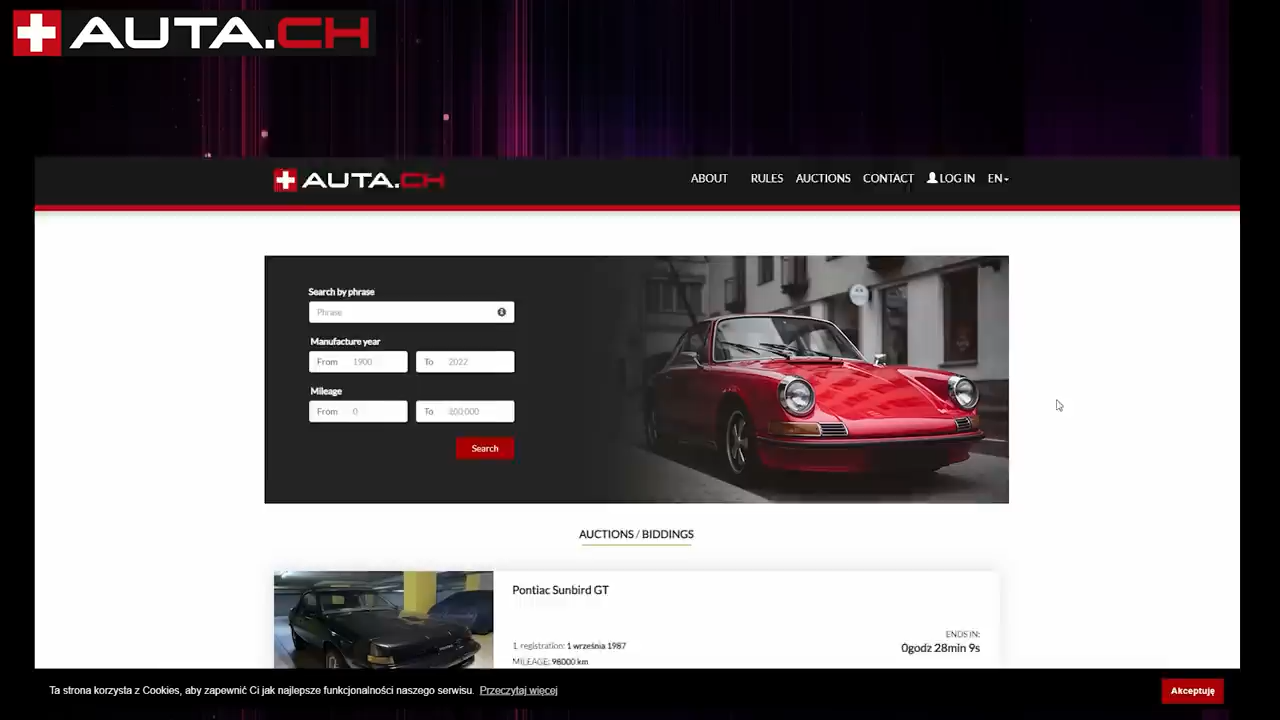 AUTA.CH
AUTA.CH
ABOUT RULES AUCTIONS CONTACT LOG IN EN
Search by phrase
Phrase
Manufacture year
From 1900 To 2022
Mileage
From 0 To 200 000
Search
AUCTIONS / BIDDINGS
Pontiac Sunbird GT
ENDS IN:
1 registration: 1 września 1987
0godz 28min 9s
MILEAGE: 98000 km
Ta strona korzysta z Cookies, aby zapewnić Ci jak najlepsze funkcjonalności naszego serwisu. Przeczytaj więcej
Akceptuję